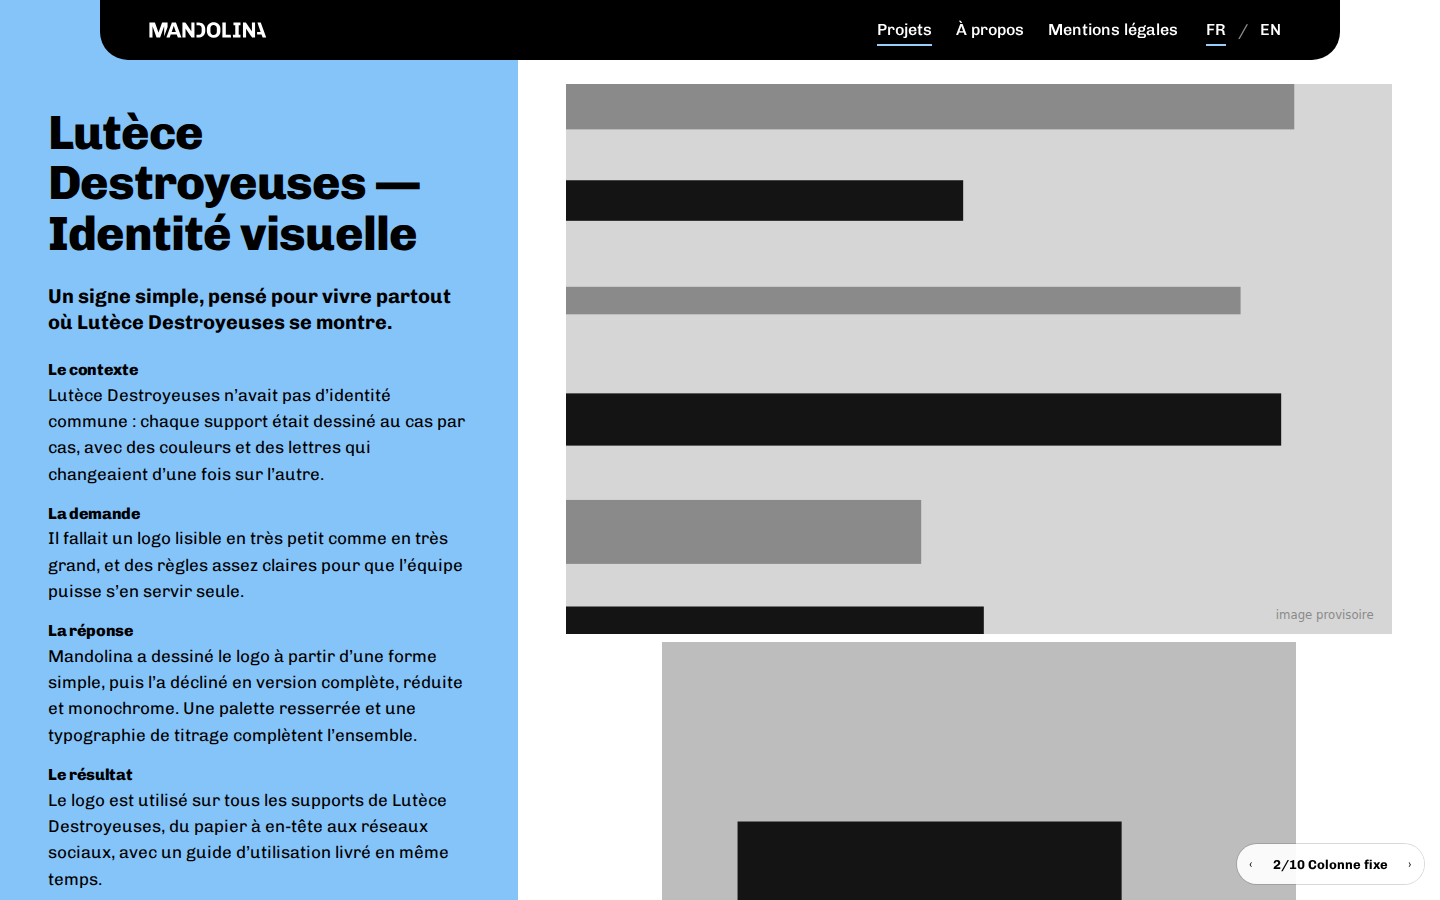 MANDOLINA
Projets
À propos
Mentions légales
FR / EN
Lutèce
Destroyeuses —
Identité visuelle
Un signe simple, pensé pour vivre partout
où Lutèce Destroyeuses se montre.
Le contexte
Lutèce Destroyeuses n’avait pas d’identité
commune : chaque support était dessiné au cas par
cas, avec des couleurs et des lettres qui
changeaient d’une fois sur l’autre.
La demande
Il fallait un logo lisible en très petit comme en très
grand, et des règles assez claires pour que l’équipe
puisse s’en servir seule.
La réponse
Mandolina a dessiné le logo à partir d’une forme
simple, puis l’a décliné en version complète, réduite
et monochrome. Une palette resserrée et une
typographie de titrage complètent l’ensemble.
Le résultat
Le logo est utilisé sur tous les supports de Lutèce
Destroyeuses, du papier à en-tête aux réseaux
sociaux, avec un guide d’utilisation livré en même
temps.
image provisoire
‹ 2/10 Colonne fixe ›